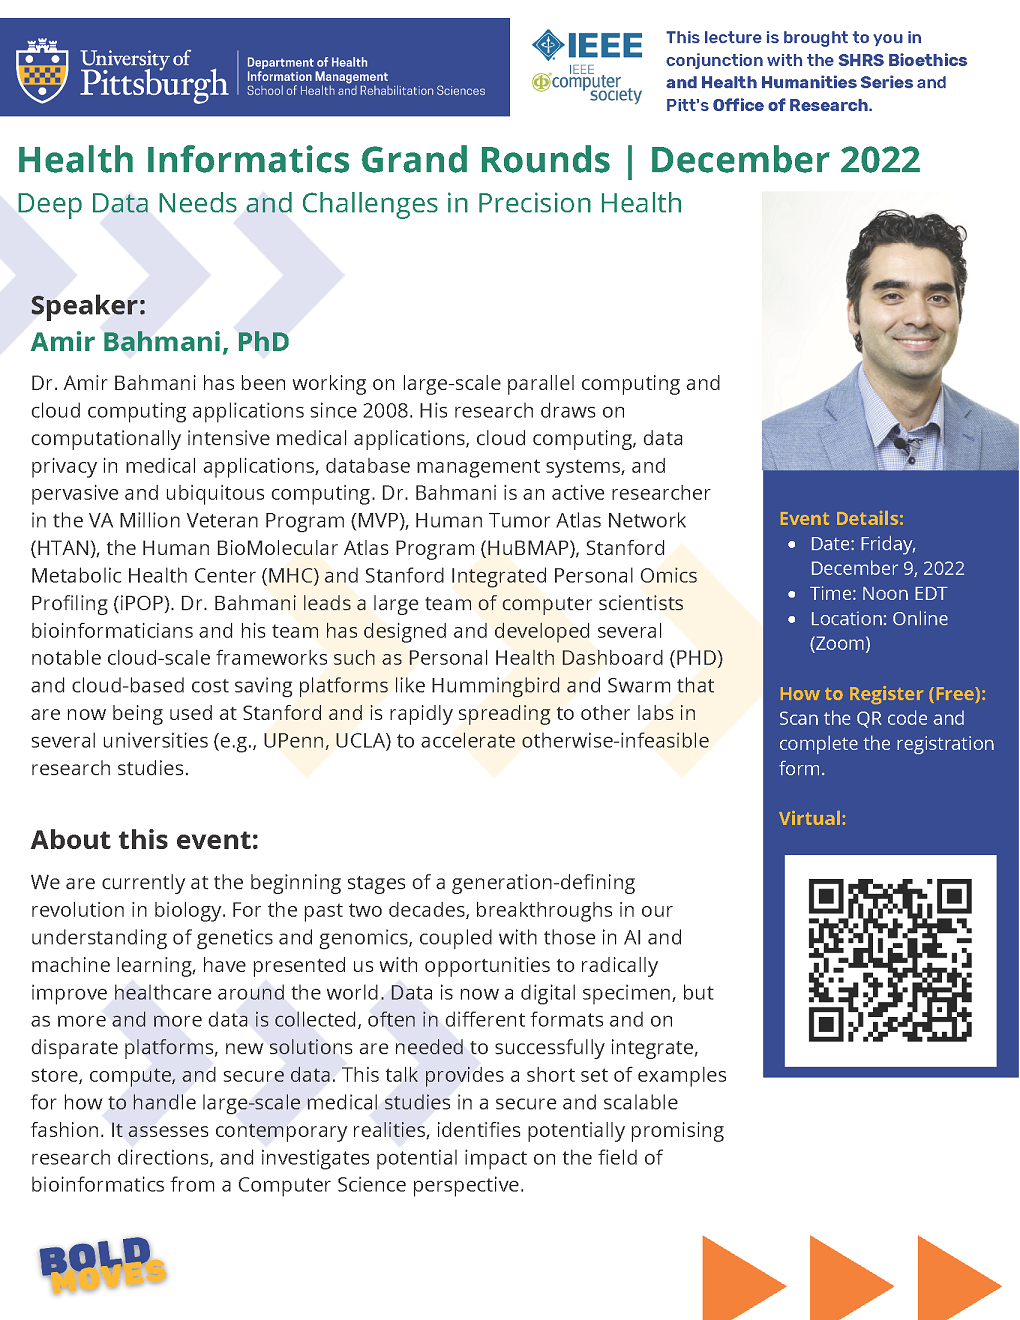 University of
Pittsburgh
Department of Health
Information Management
School of Health and Rehabilitation Sciences
IEEE
IEEE
computer
society
This lecture is brought to you in
conjunction with the SHRS Bioethics
and Health Humanities Series and
Pitt's Office of Research.
Health Informatics Grand Rounds | December 2022
Deep Data Needs and Challenges in Precision Health
Speaker:
Amir Bahmani, PhD
Dr. Amir Bahmani has been working on large-scale parallel computing and
cloud computing applications since 2008. His research draws on
computationally intensive medical applications, cloud computing, data
privacy in medical applications, database management systems, and
pervasive and ubiquitous computing. Dr. Bahmani is an active researcher
in the VA Million Veteran Program (MVP), Human Tumor Atlas Network
(HTAN), the Human BioMolecular Atlas Program (HuBMAP), Stanford
Metabolic Health Center (MHC) and Stanford Integrated Personal Omics
Profiling (iPOP). Dr. Bahmani leads a large team of computer scientists
bioinformaticians and his team has designed and developed several
notable cloud-scale frameworks such as Personal Health Dashboard (PHD)
and cloud-based cost saving platforms like Hummingbird and Swarm that
are now being used at Stanford and is rapidly spreading to other labs in
several universities (e.g., UPenn, UCLA) to accelerate otherwise-infeasible
research studies.
About this event:
We are currently at the beginning stages of a generation-defining
revolution in biology. For the past two decades, breakthroughs in our
understanding of genetics and genomics, coupled with those in AI and
machine learning, have presented us with opportunities to radically
improve healthcare around the world. Data is now a digital specimen, but
as more and more data is collected, often in different formats and on
disparate platforms, new solutions are needed to successfully integrate,
store, compute, and secure data. This talk provides a short set of examples
for how to handle large-scale medical studies in a secure and scalable
fashion. It assesses contemporary realities, identifies potentially promising
research directions, and investigates potential impact on the field of
bioinformatics from a Computer Science perspective.
Event Details:
• Date: Friday,
December 9, 2022
• Time: Noon EDT
• Location: Online
(Zoom)
How to Register (Free):
Scan the QR code and
complete the registration
form.
Virtual:
BOLD
MOVES